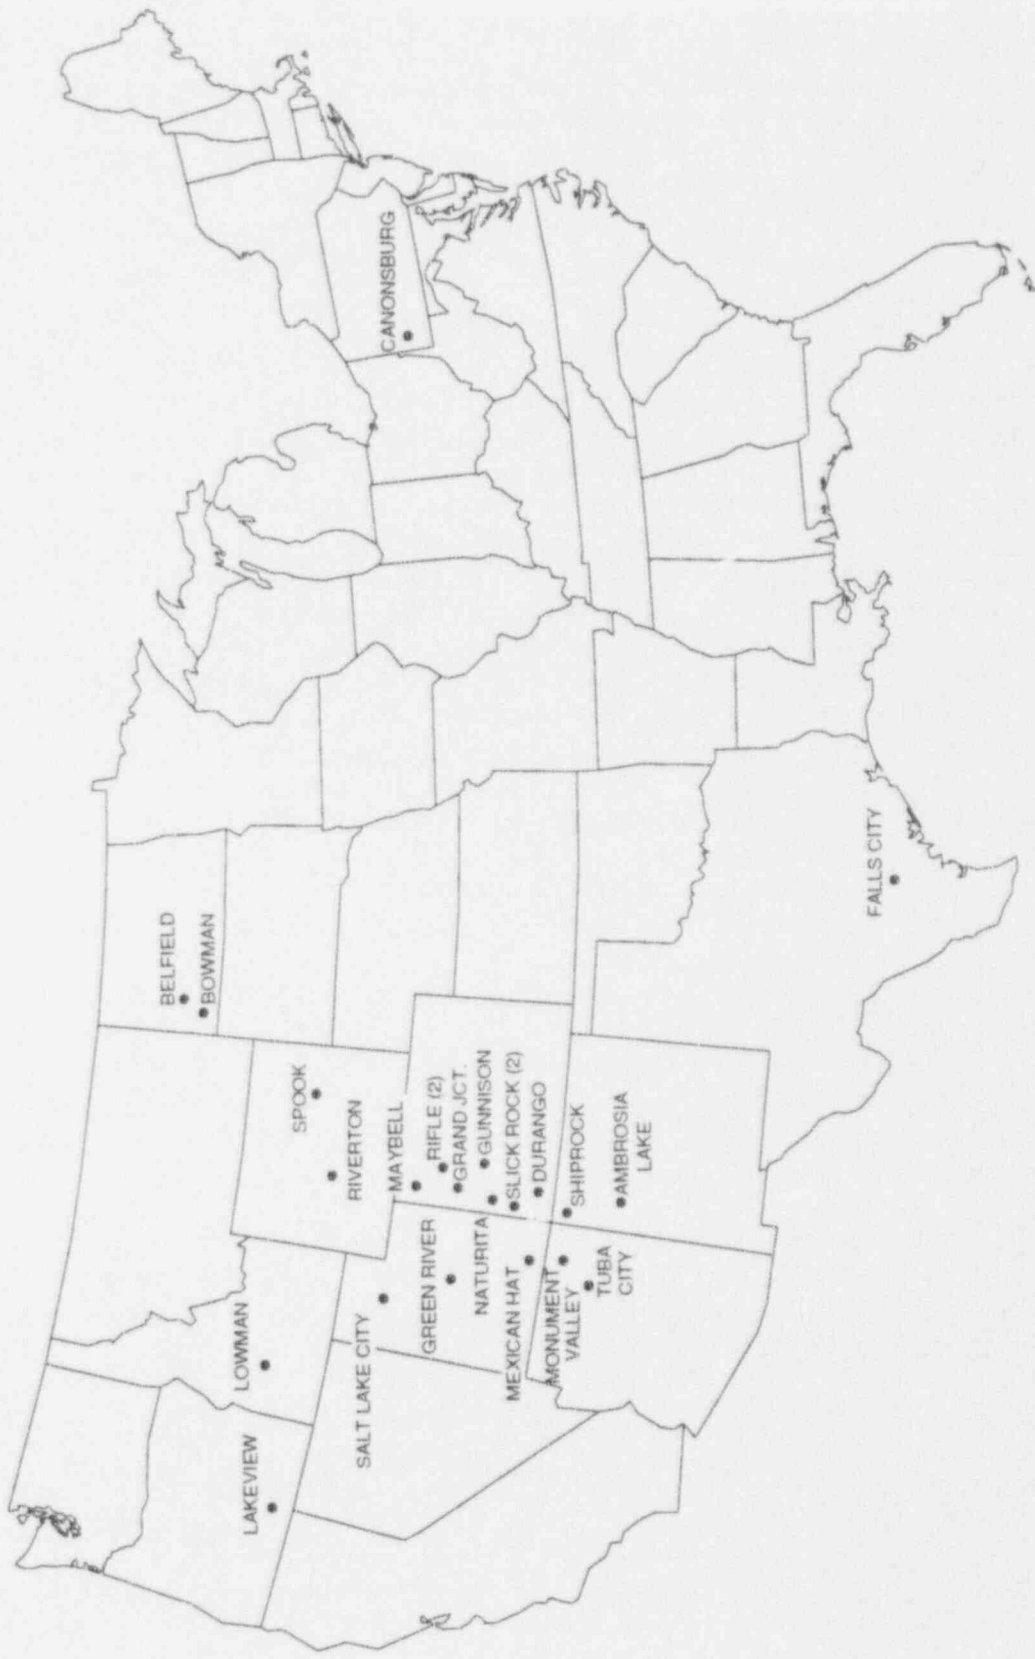 LAKEVIEW
LOWMAN
SALT LAKE CITY
GREEN RIVER
MEXICAN HAT
MONUMENT
VALLEY
TUBA
CITY
SPOOK
RIVERTON
MAYBELL
RIFLE (2)
GRAND JCT.
GUNNISON
NATURITA
SLICK ROCK (2)
DURANGO
SHIPROCK
AMBROSIA
LAKE
BELFIELD
BOWMAN
FALLS CITY
CANONSBURG